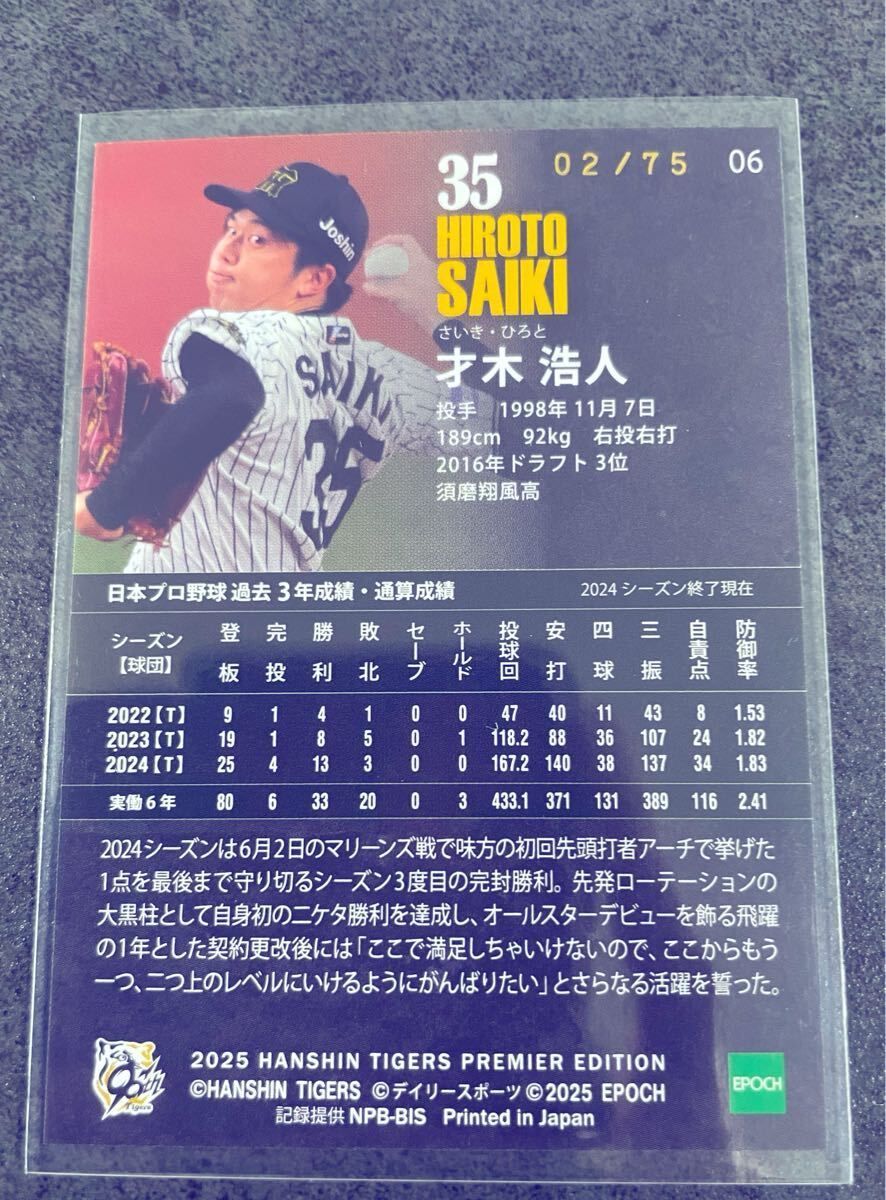 35 02/75 06
HIROTO
SAIKI
さいき・ひろと
才木 浩人
投手 1998年 11月 7日
189cm 92kg 右投右打
2016年ドラフト 3位
須磨翔風高
Joshin
SAIKI
35
日本プロ野球 過去 3年成績・通算成績 2024 シーズン終了現在
シーズン【球団】 登板 完投 勝利 敗北 セーブ ホールド 投球回 安打 四球 三振 自責点 防御率
2022【T】 9 1 4 1 0 0 47 40 11 43 8 1.53
2023【T】 19 1 8 5 0 1 118.2 88 36 107 24 1.82
2024【T】 25 4 13 3 0 0 167.2 140 38 137 34 1.83
実働 6 年 80 6 33 20 0 3 433.1 371 131 389 116 2.41
2024シーズンは6月2日のマリーンズ戦で味方の初回先頭打者アーチで挙げた
1点を最後まで守り切るシーズン3度目の完封勝利。先発ローテーションの
大黒柱として自身初の二ケタ勝利を達成し、オールスターデビューを飾る飛躍
の1年とした契約更改後には「ここで満足しちゃいけないので、ここからもう
一つ、二つ上のレベルにいけるようにがんばりたい」とさらなる活躍を誓った。
90th
Tigers
2025 HANSHIN TIGERS PREMIER EDITION
©HANSHIN TIGERS ©デイリースポーツ ©2025 EPOCH
記録提供 NPB-BIS Printed in Japan
EPOCH